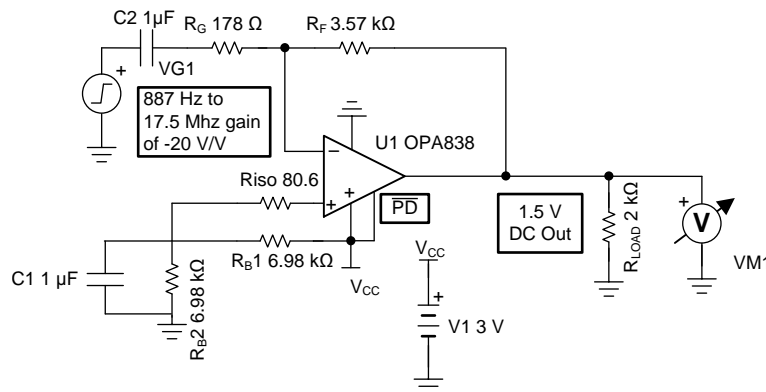 C2 1µF
R_G 178 Ω
R_F 3.57 kΩ
+
VG1
887 Hz to
17.5 Mhz gain
of -20 V/V
U1 OPA838
–
+
+
Riso 80.6
PD
1.5 V
DC Out
R_LOAD 2 kΩ
+
V
VM1
R_B1 6.98 kΩ
V_CC
C1 1 µF
R_B2 6.98 kΩ
V_CC
+
V1 3 V